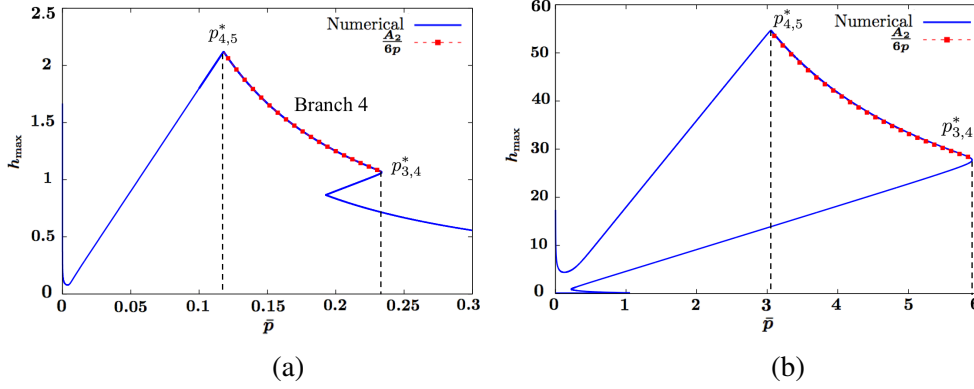 2.5
2
1.5
1
0.5
0
h_max
p*_{4,5}
Numerical
A_2/6p
Branch 4
p*_{3,4}
0 0.05 0.1 0.15 0.2 0.25 0.3
p̄
(a)
60
50
40
30
20
10
0
h_max
p*_{4,5}
Numerical
A_2/6p
p*_{3,4}
0 1 2 3 4 5 6
p̄
(b)